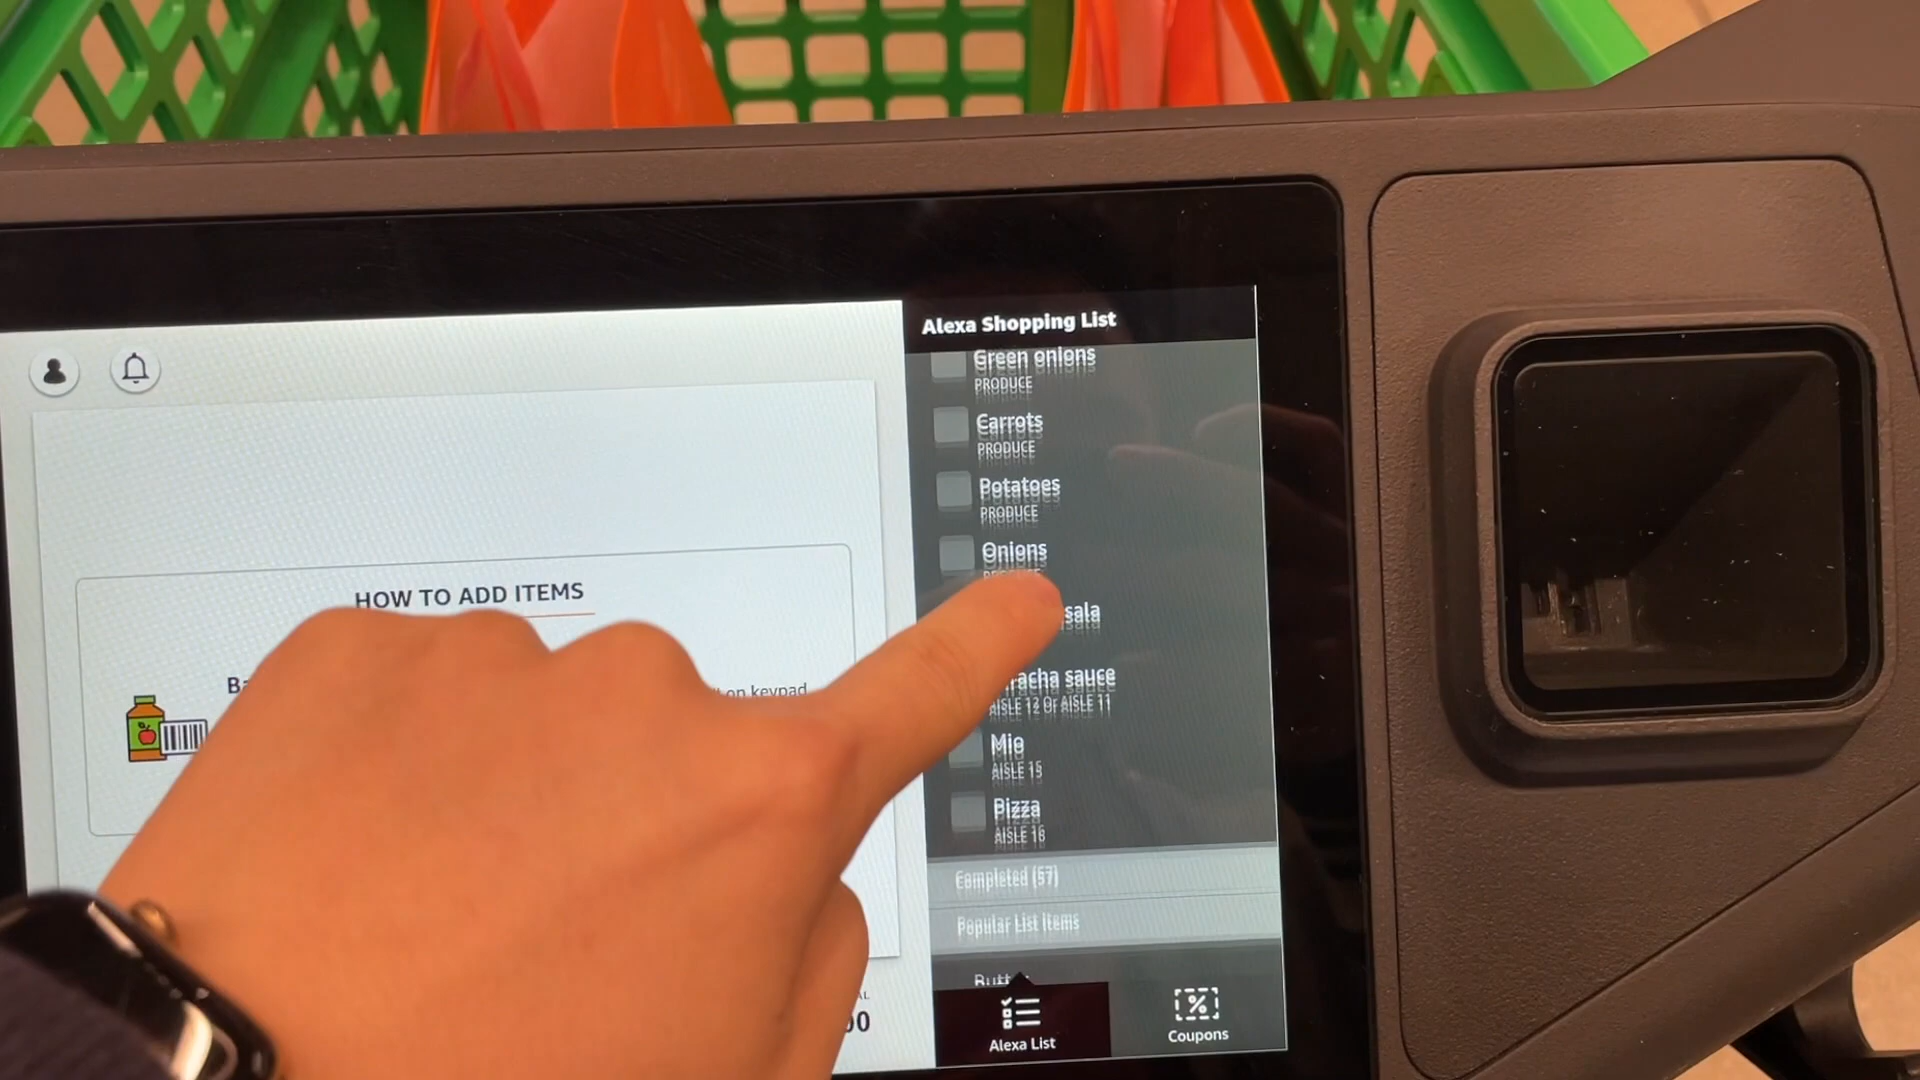 Alexa Shopping List
Green onions
PRODUCE
Carrots
PRODUCE
Potatoes
PRODUCE
Onions
sala
racha sauce
AISLE 12 Or AISLE 11
Mio
AISLE 15
Pizza
AISLE 16
Completed (57)
Popular List Items
Alexa List
Coupons
HOW TO ADD ITEMS
on keypad